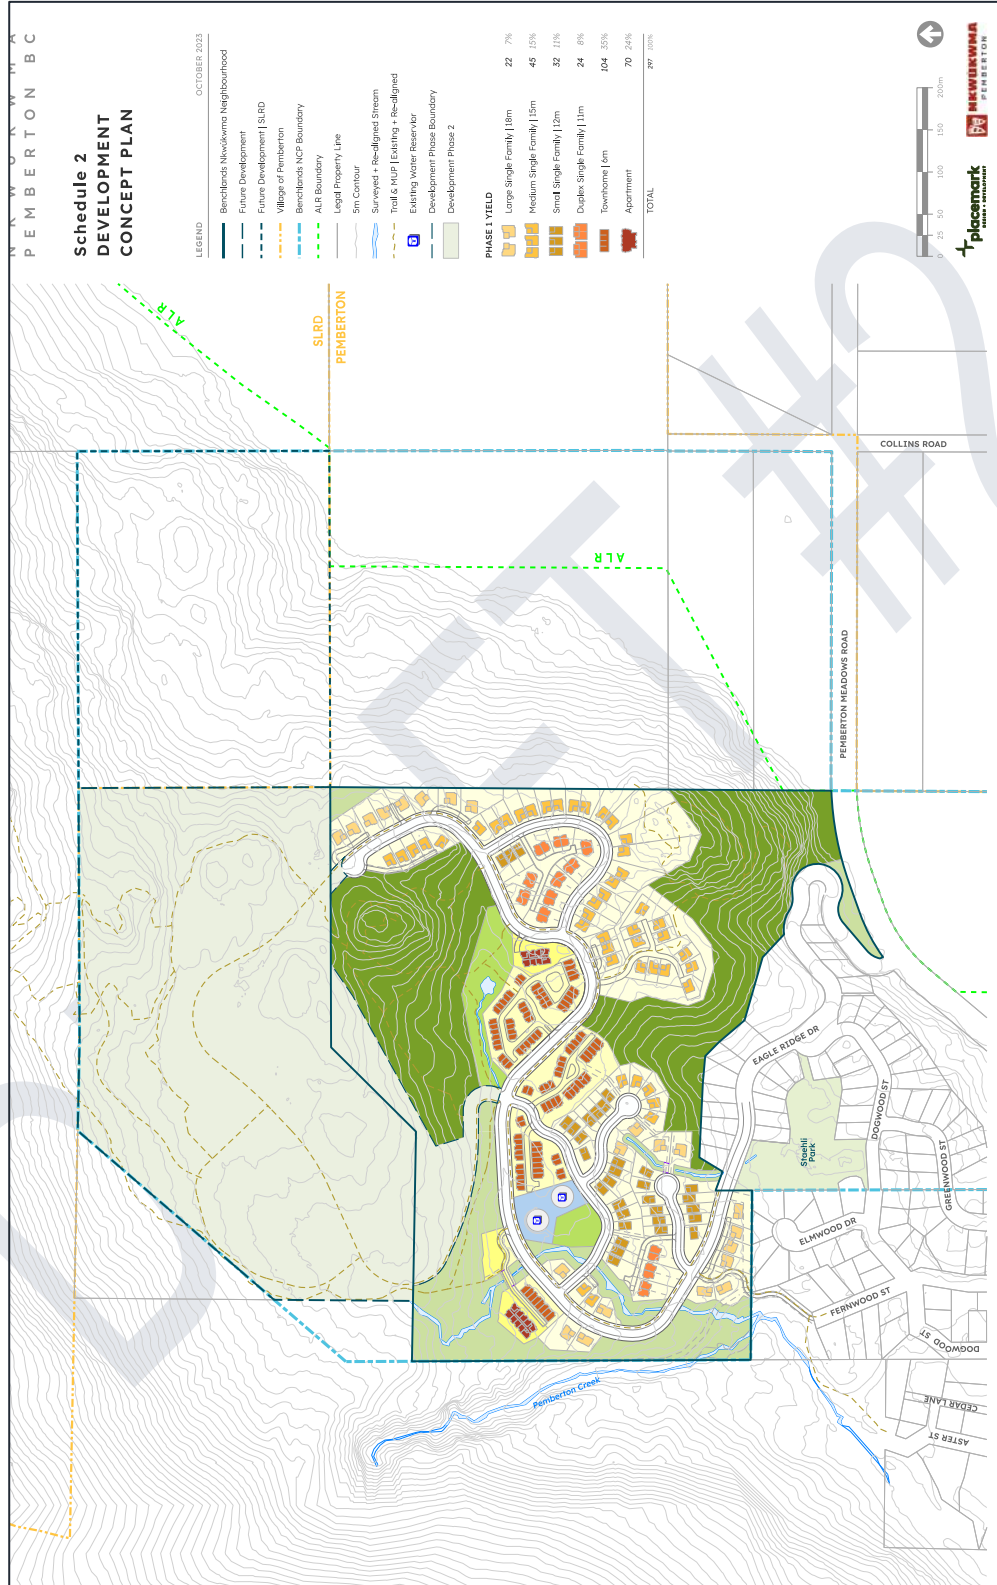 NKWUKWMA
PEMBERTON BC
Schedule 2
DEVELOPMENT
CONCEPT PLAN
LEGEND OCTOBER 2023
Benchlands Nkwúkwma Neighbourhood
Future Development
Future Development | SLRD
Village of Pemberton
Benchlands NCP Boundary
ALR Boundary
Legal Property Line
5m Contour
Surveyed + Re-aligned Stream
Trail & MUP | Existing + Re-aligned
Existing Water Reservior
Development Phase Boundary
Development Phase 2
PHASE 1 YIELD
Large Single Family | 18m 22 7%
Medium Single Family | 15m 45 15%
Small Single Family | 12m 32 11%
Duplex Single Family | 11m 24 8%
Townhome | 6m 104 35%
Apartment 70 24%
TOTAL 297 100%
0 25 50 100 150 200m
placemark
NKWUKWMA
PEMBERTON
ALR
SLRD
PEMBERTON
ALR
COLLINS ROAD
PEMBERTON MEADOWS ROAD
EAGLE RIDGE DR
DOGWOOD ST
GREENWOOD ST
Staehli
Park
ELMWOOD DR
FERNWOOD ST
DOGWOOD ST
CEDAR LANE
ASTER ST
Pemberton Creek